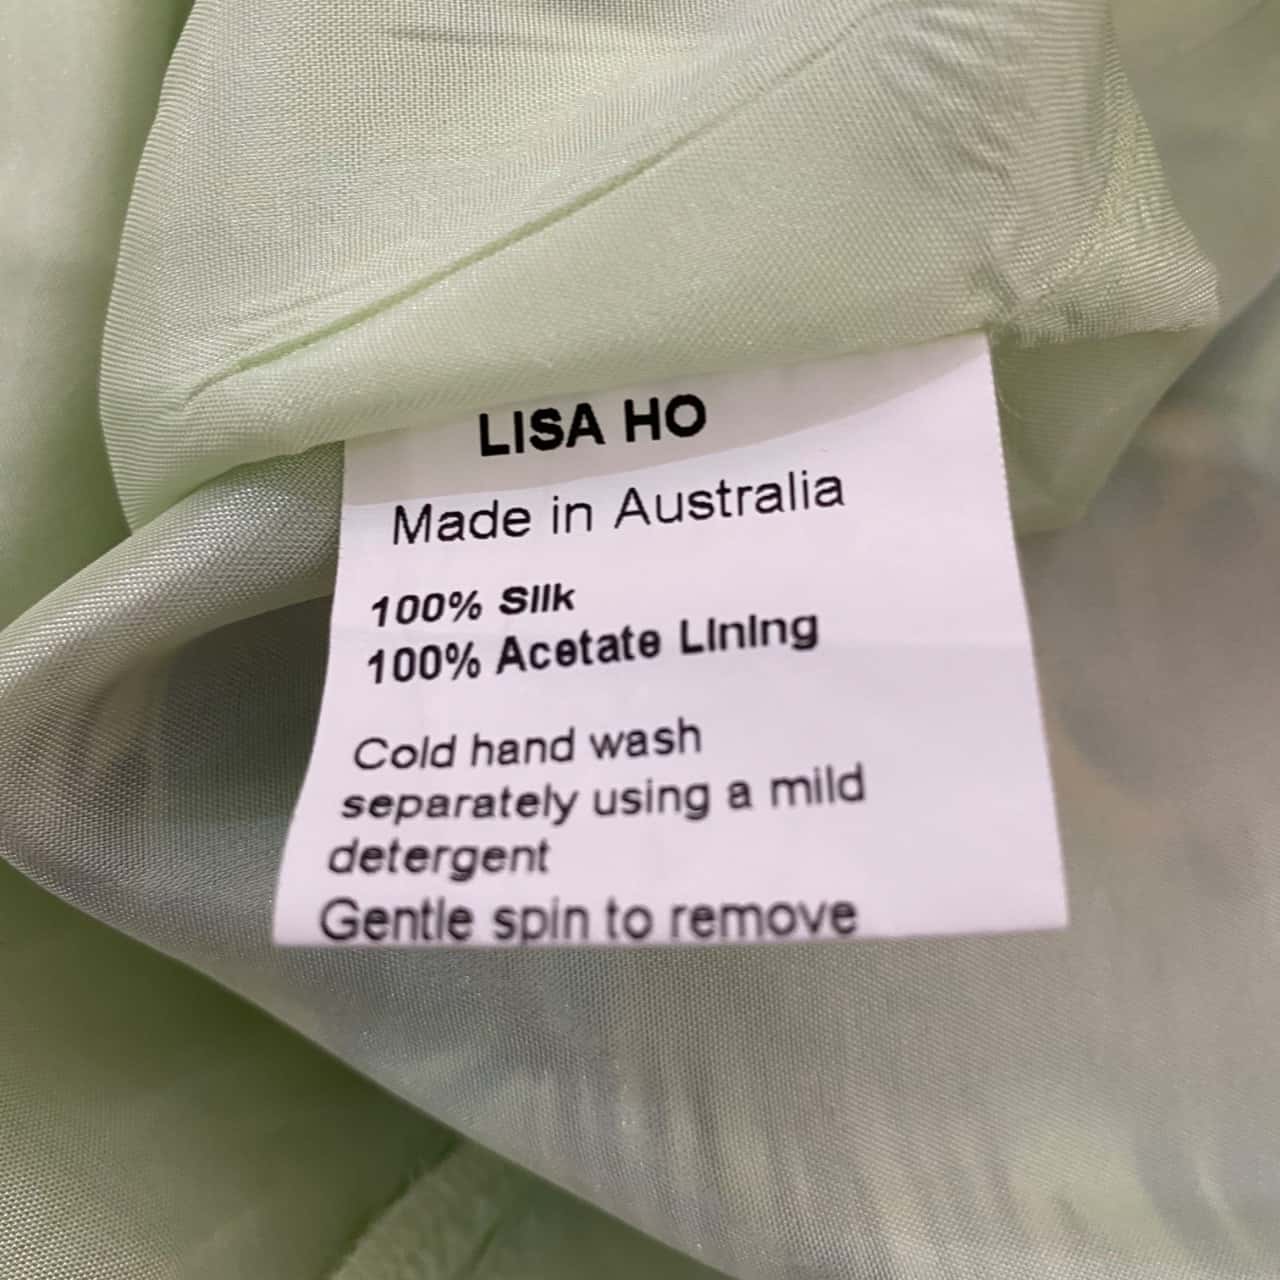 LISA HO
Made in Australia
100% Silk
100% Acetate Lining
Cold hand wash
separately using a mild
detergent
Gentle spin to remove